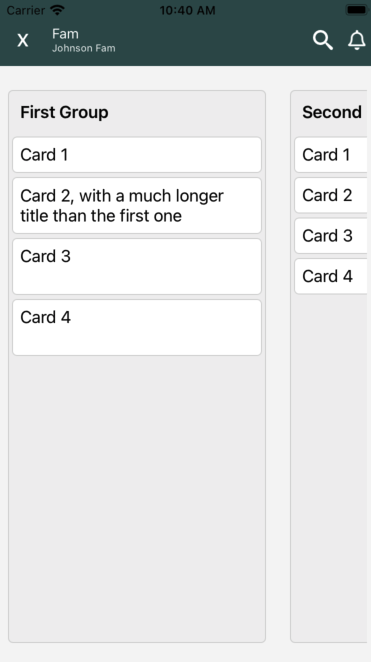 Carrier 10:40 AM
X Fam
Johnson Fam
First Group
Card 1
Card 2, with a much longer
title than the first one
Card 3
Card 4
Second
Card 1
Card 2
Card 3
Card 4